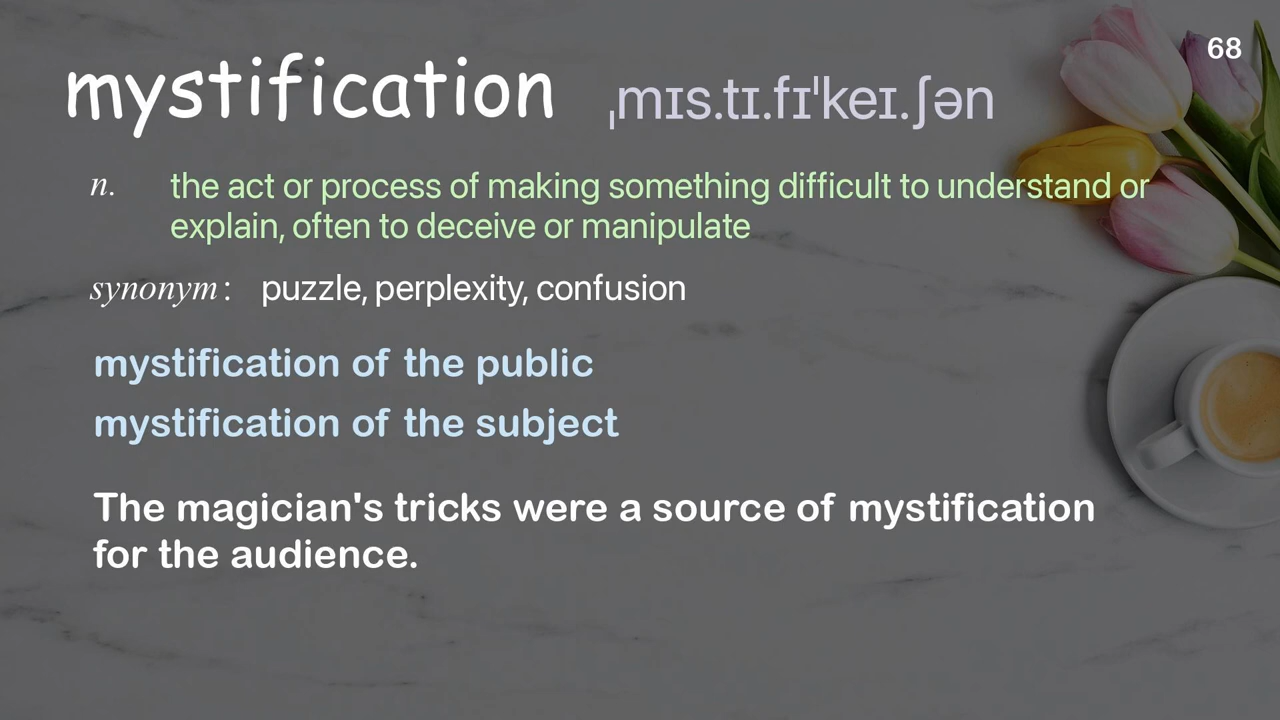 68
mystification ˌmɪs.tɪ.fɪˈkeɪ.ʃən
n. the act or process of making something difficult to understand or
explain, often to deceive or manipulate
synonym : puzzle, perplexity, confusion
mystification of the public
mystification of the subject
The magician's tricks were a source of mystification
for the audience.